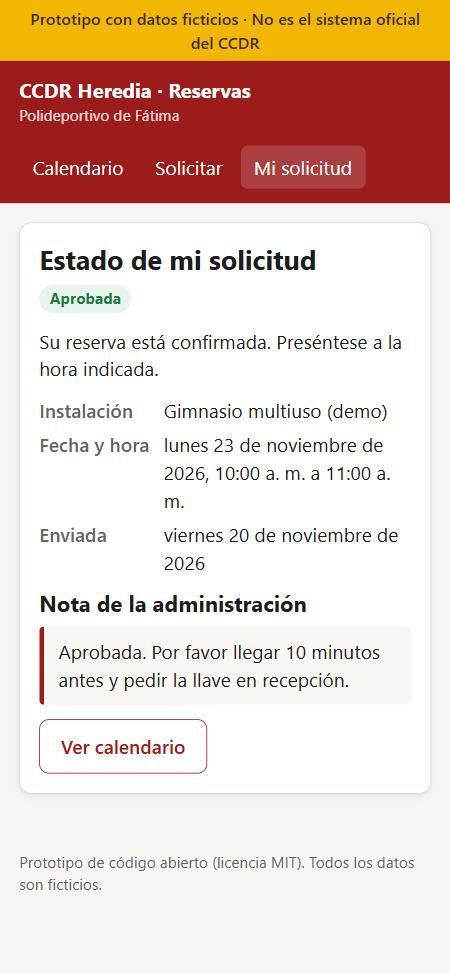 Prototipo con datos ficticios · No es el sistema oficial
del CCDR
CCDR Heredia · Reservas
Polideportivo de Fátima
Calendario Solicitar Mi solicitud
Estado de mi solicitud
Aprobada
Su reserva está confirmada. Preséntese a la
hora indicada.
Instalación Gimnasio multiuso (demo)
Fecha y hora lunes 23 de noviembre de
2026, 10:00 a. m. a 11:00 a.
m.
Enviada viernes 20 de noviembre de
2026
Nota de la administración
Aprobada. Por favor llegar 10 minutos
antes y pedir la llave en recepción.
Ver calendario
Prototipo de código abierto (licencia MIT). Todos los datos
son ficticios.